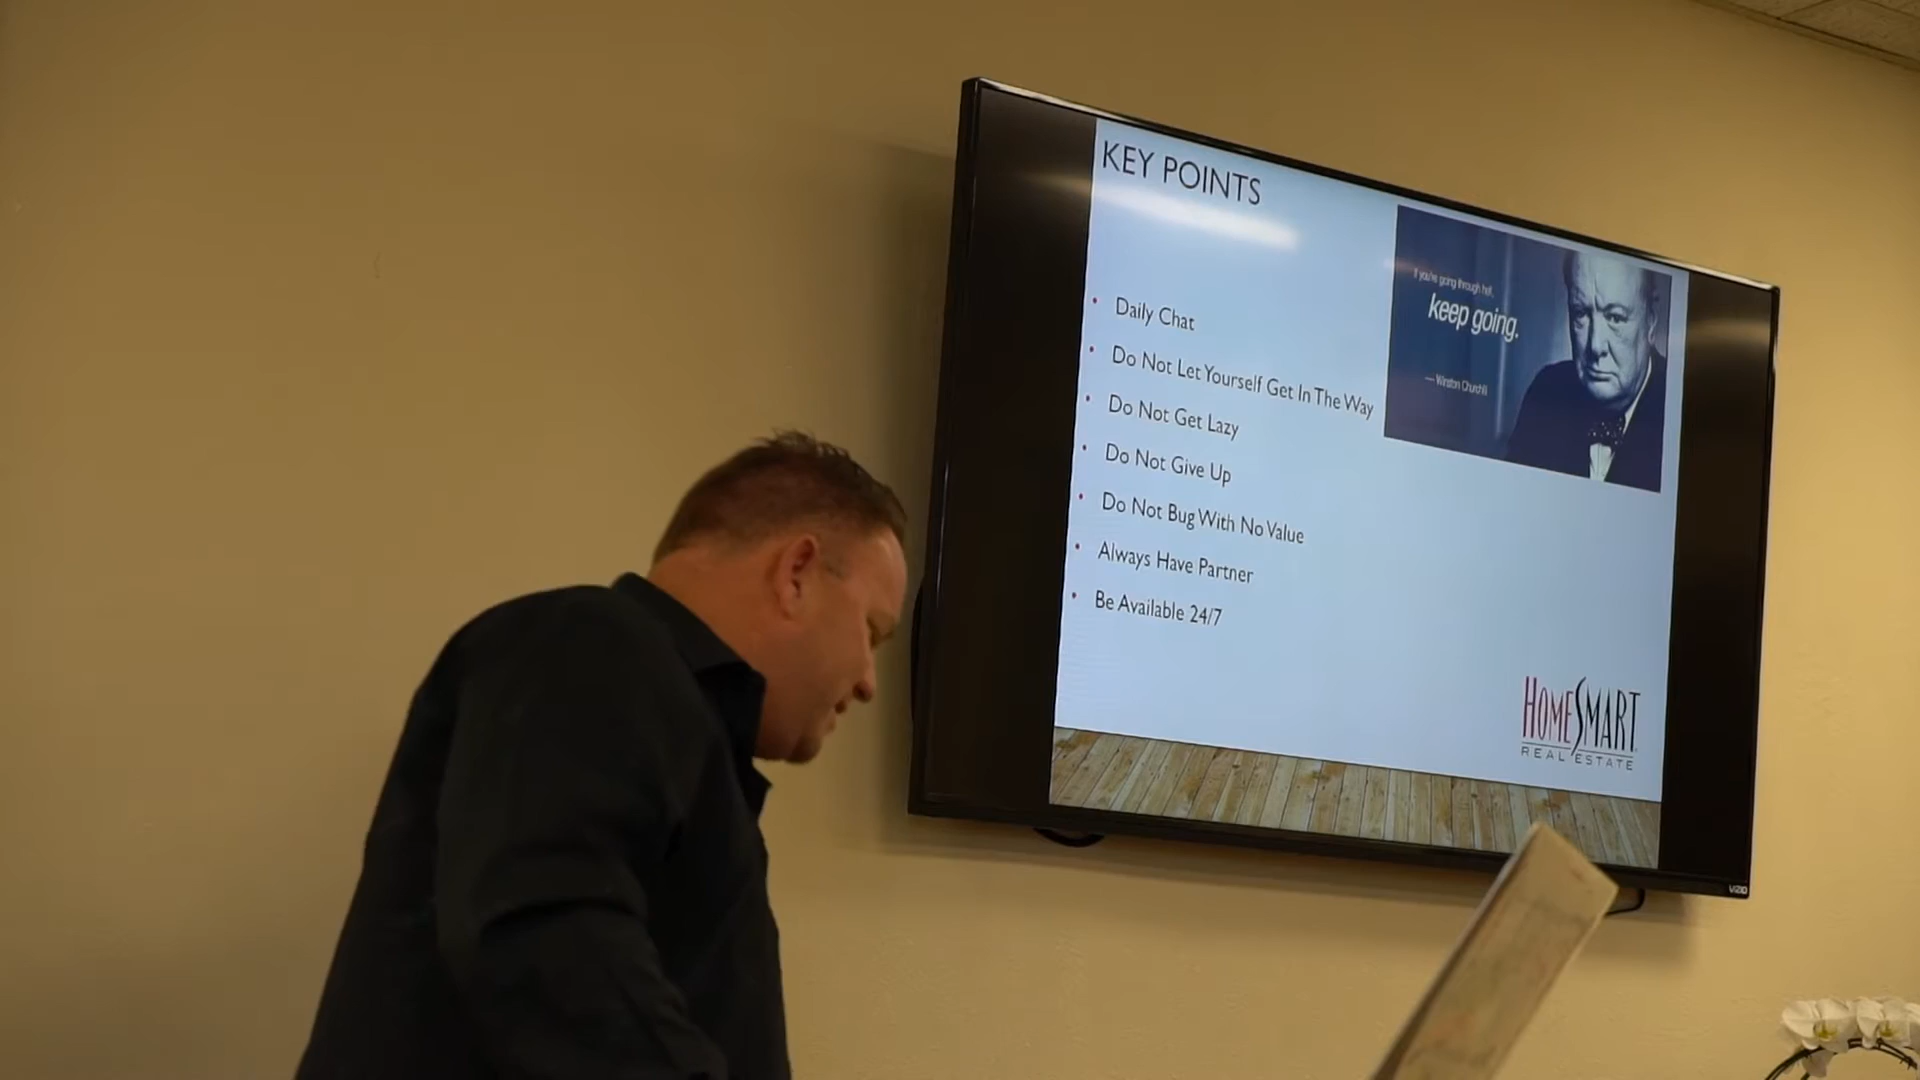 KEY POINTS
If you're going through hell,
keep going.
— Winston Churchill
Daily Chat
Do Not Let Yourself Get In The Way
Do Not Get Lazy
Do Not Give Up
Do Not Bug With No Value
Always Have Partner
Be Available 24/7
HOMESMART
REAL ESTATE
VIZIO